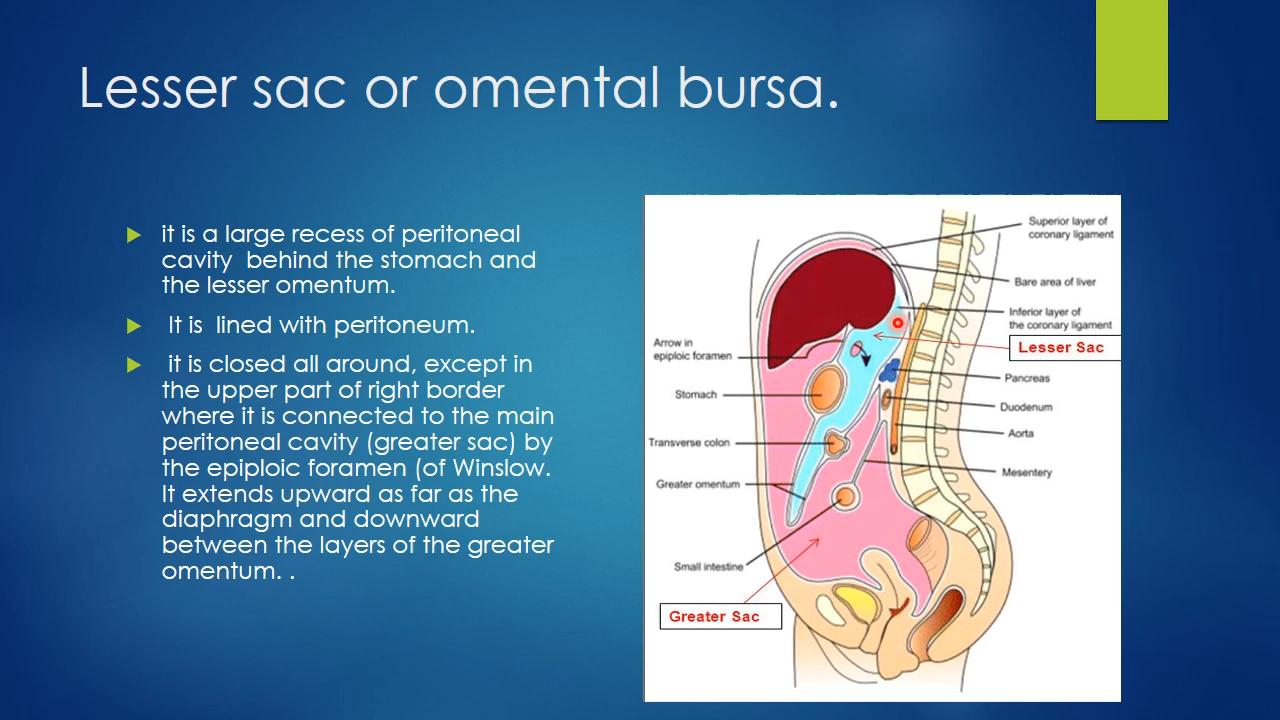 Lesser sac or omental bursa.
it is a large recess of peritoneal
cavity behind the stomach and
the lesser omentum.
It is lined with peritoneum.
it is closed all around, except in
the upper part of right border
where it is connected to the main
peritoneal cavity (greater sac) by
the epiploic foramen (of Winslow.
It extends upward as far as the
diaphragm and downward
between the layers of the greater
omentum. .
Superior layer of
coronary ligament
Bare area of liver
Inferior layer of
the coronary ligament
Lesser Sac
Arrow in
epiploic foramen
Pancreas
Stomach
Duodenum
Aorta
Transverse colon
Mesentery
Greater omentum
Small intestine
Greater Sac